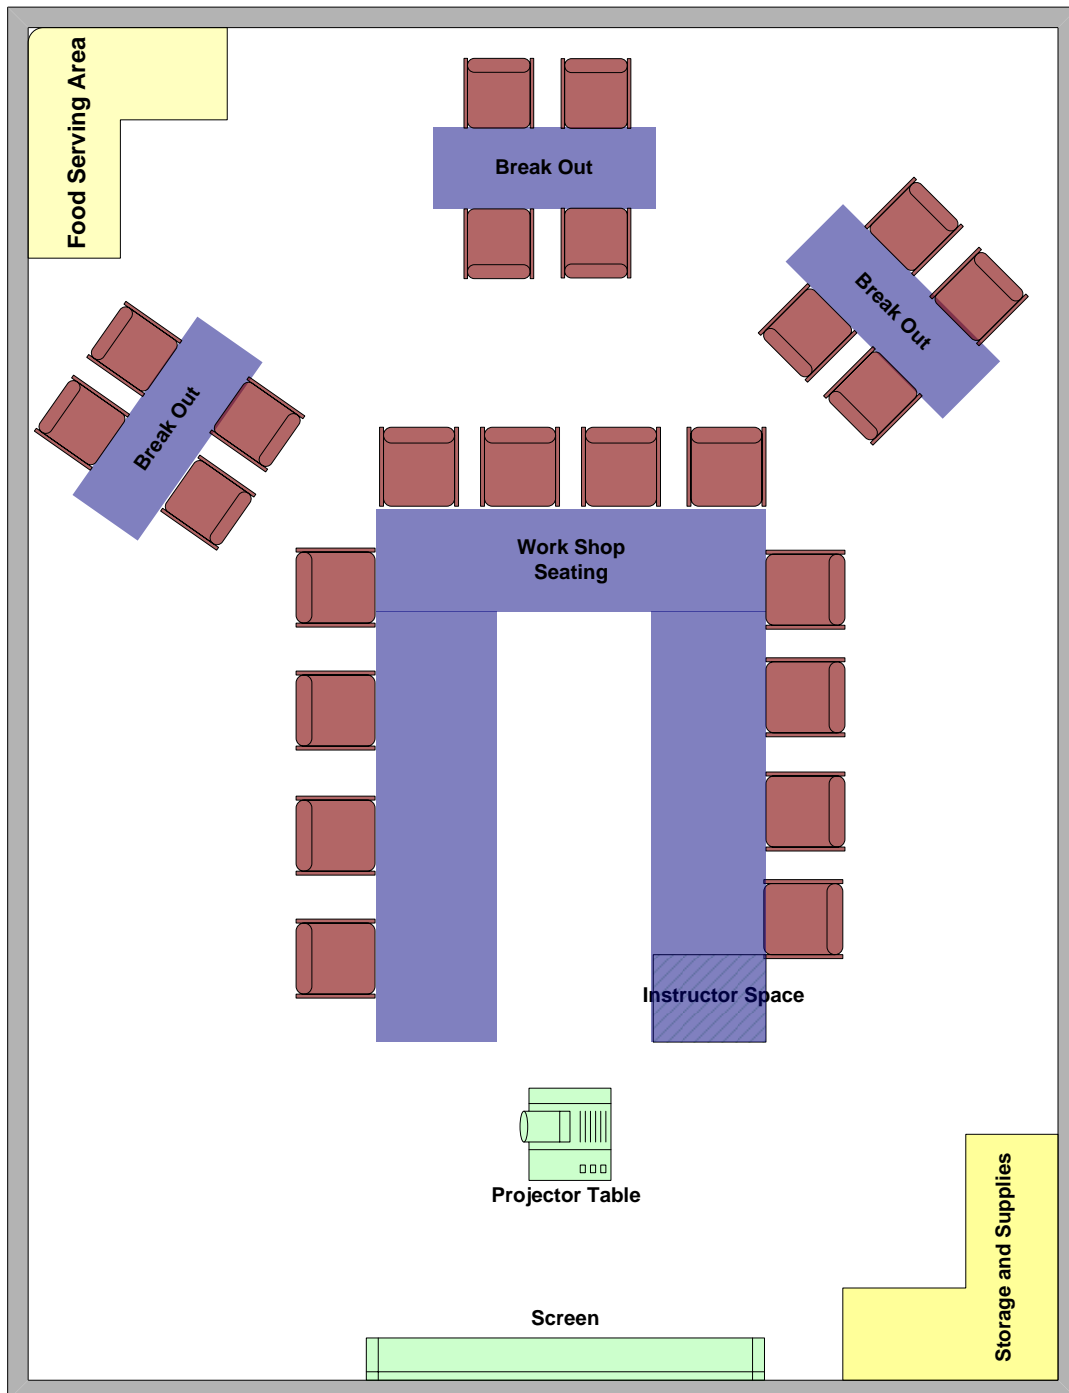 Food Serving Area
Break Out
Break Out
Break Out
Work Shop
Seating
Instructor Space
Projector Table
Storage and Supplies
Screen